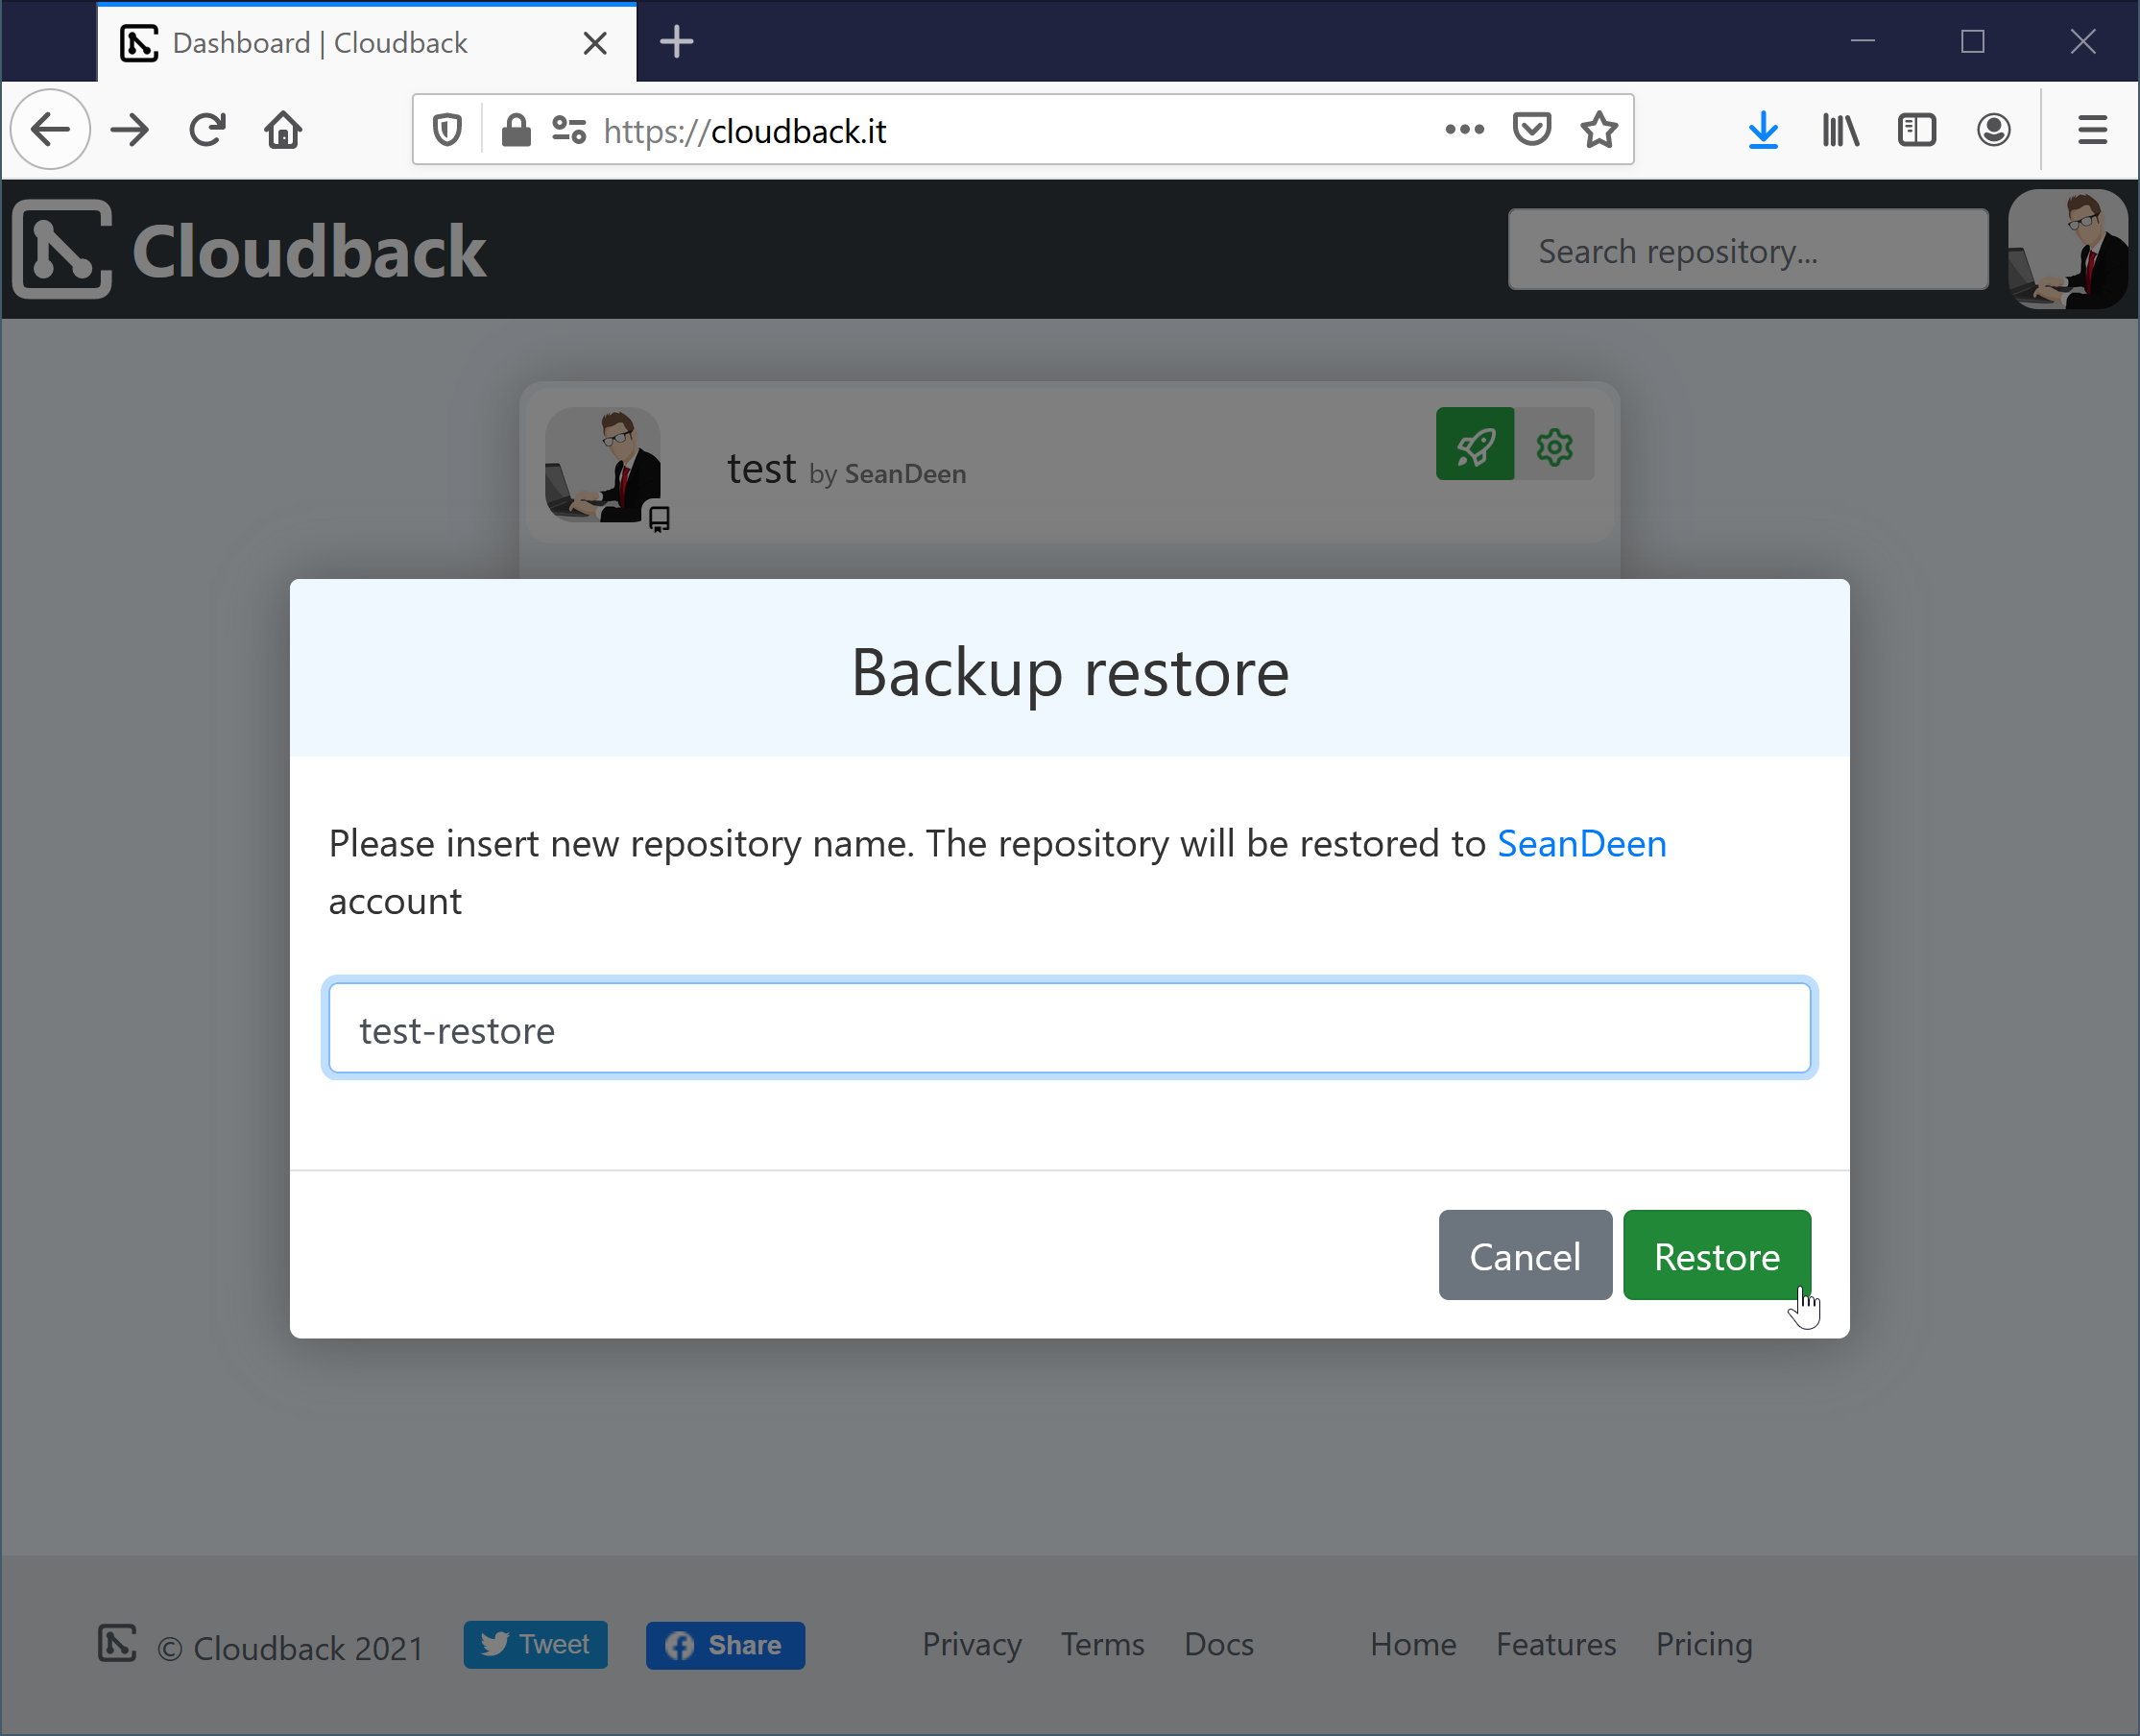 Dashboard | Cloudback
https://cloudback.it
Cloudback
Search repository...
test by SeanDeen
Backup restore
Please insert new repository name. The repository will be restored to SeanDeen
account
test-restore
Cancel Restore
© Cloudback 2021 Tweet Share Privacy Terms Docs Home Features Pricing